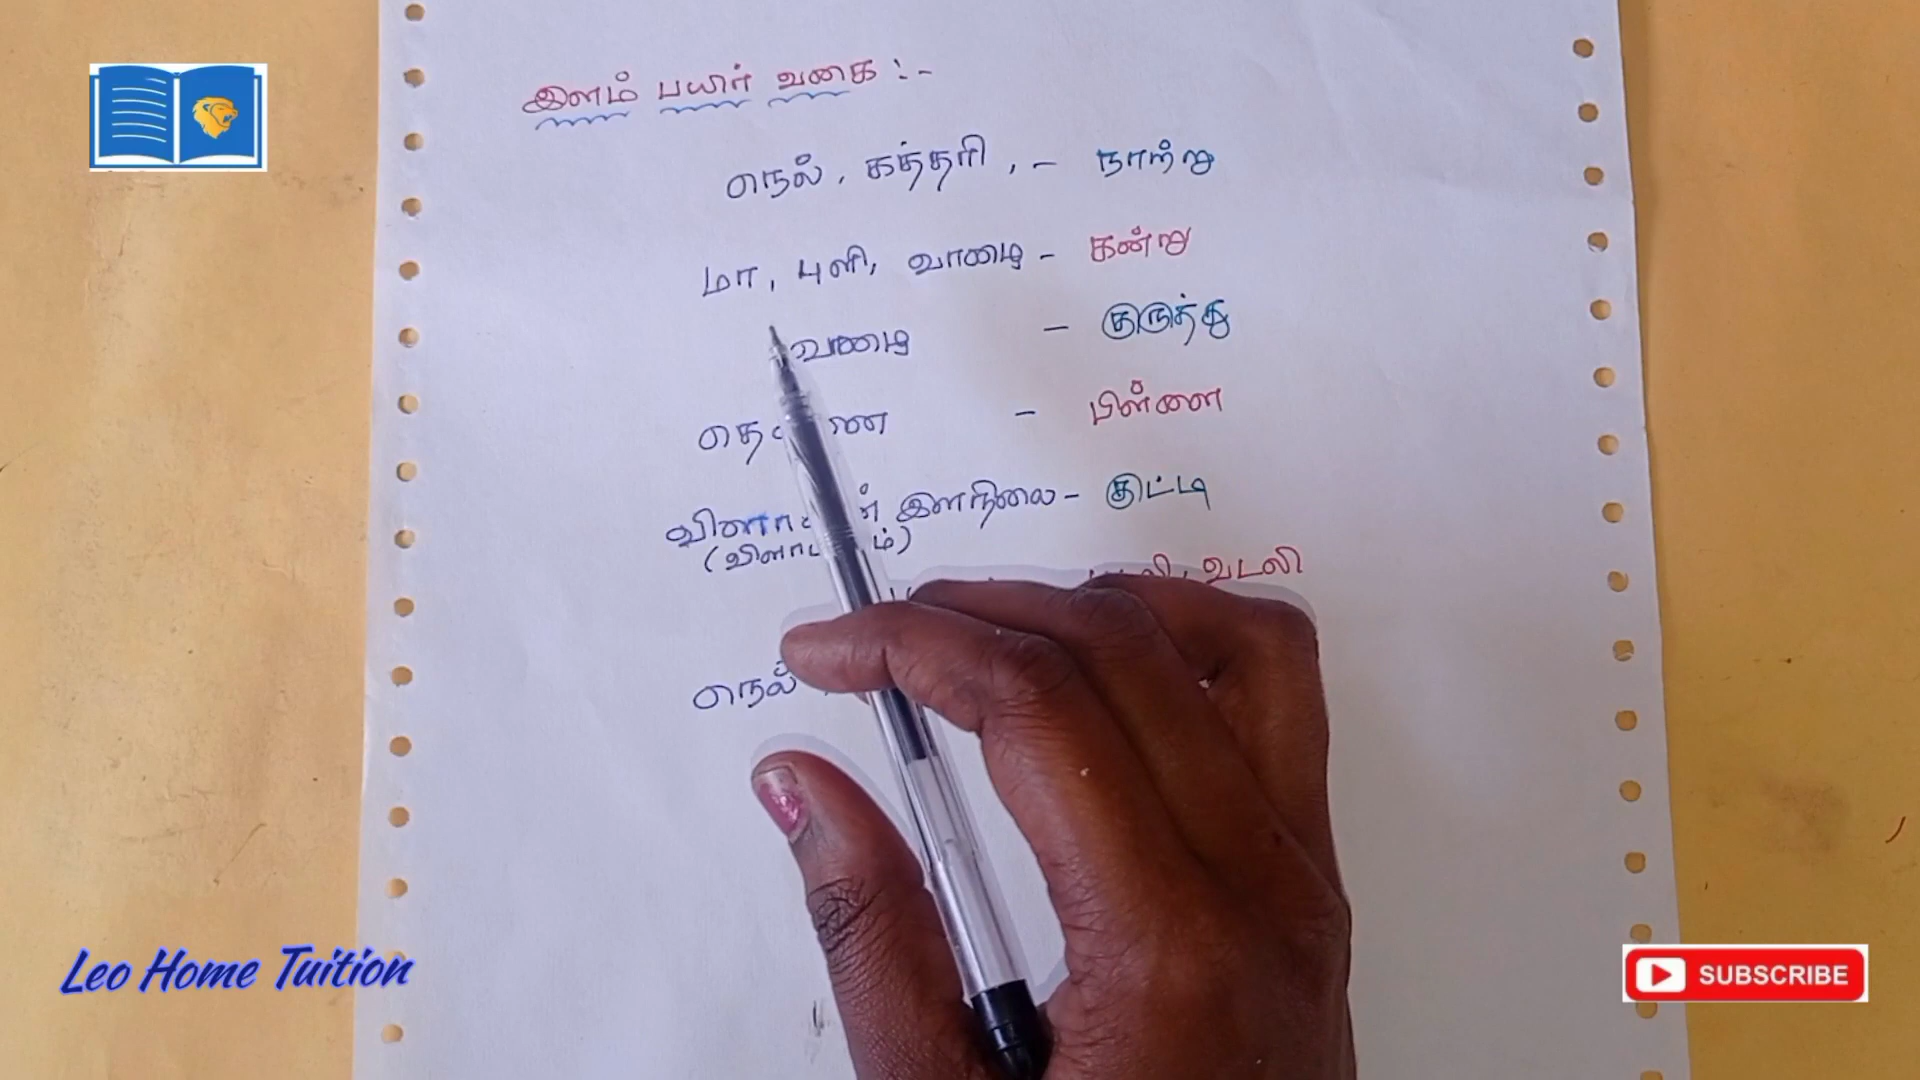 இளம் பயிர் வகை :-
நெல், கத்தரி, - நாற்று
மா, புளி, வாழை - கன்று
வாழை - குருத்து
- பிள்ளை
இளநிலை - குட்டி
வடலி
நெல்
Leo Home Tuition
SUBSCRIBE